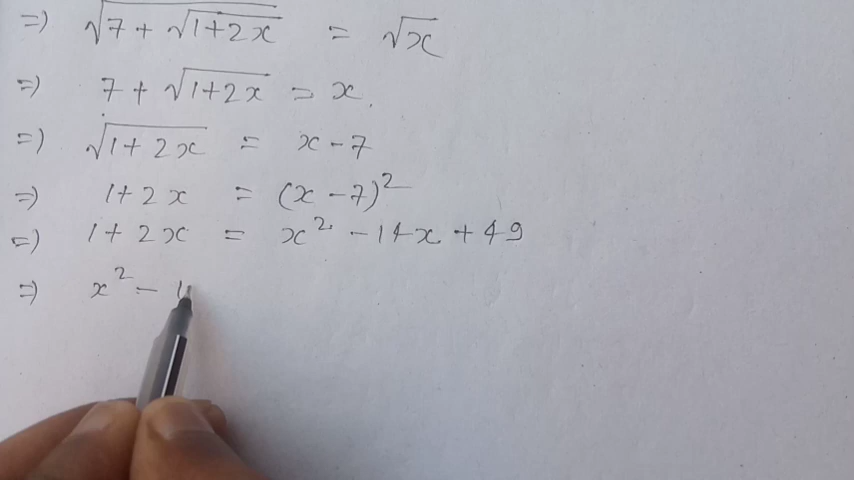 => √(7 + √(1+2x)) = √x
=> 7 + √(1+2x) = x.
=> √(1+2x) = x - 7
=> 1+2x = (x - 7)²
=> 1+2x = x² - 14x + 49
=> x² - 1